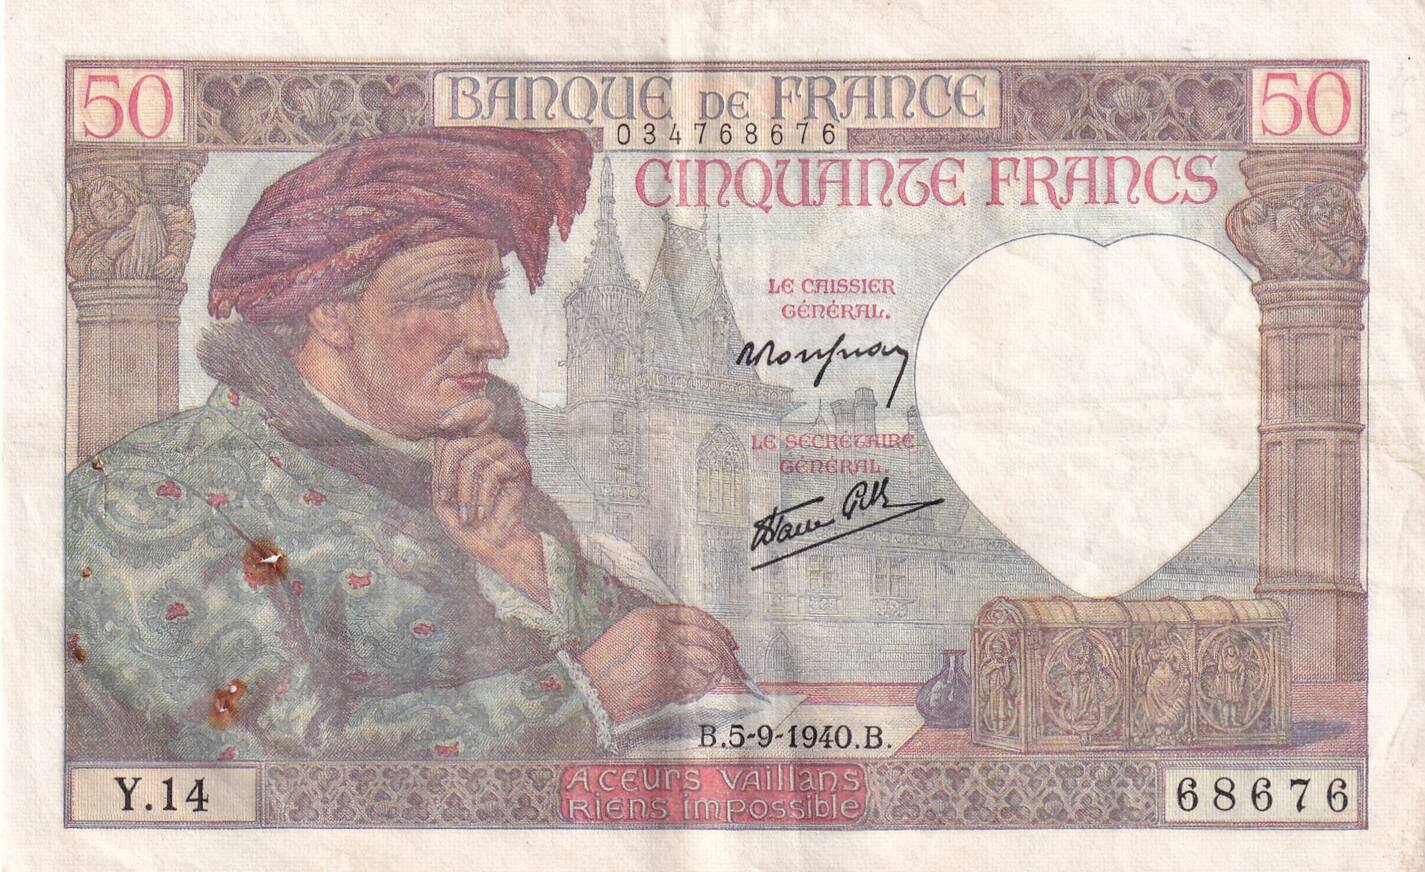 50 BANQUE DE FRANCE 50
034768676
CINQUANTE FRANCS
LE CAISSIER
GÉNÉRAL.
LE SECRÉTAIRE
GÉNÉRAL.
B.5-9-1940.B.
Y.14
A CEURS VAILLANS
RIENS IMPOSSIBLE
68676